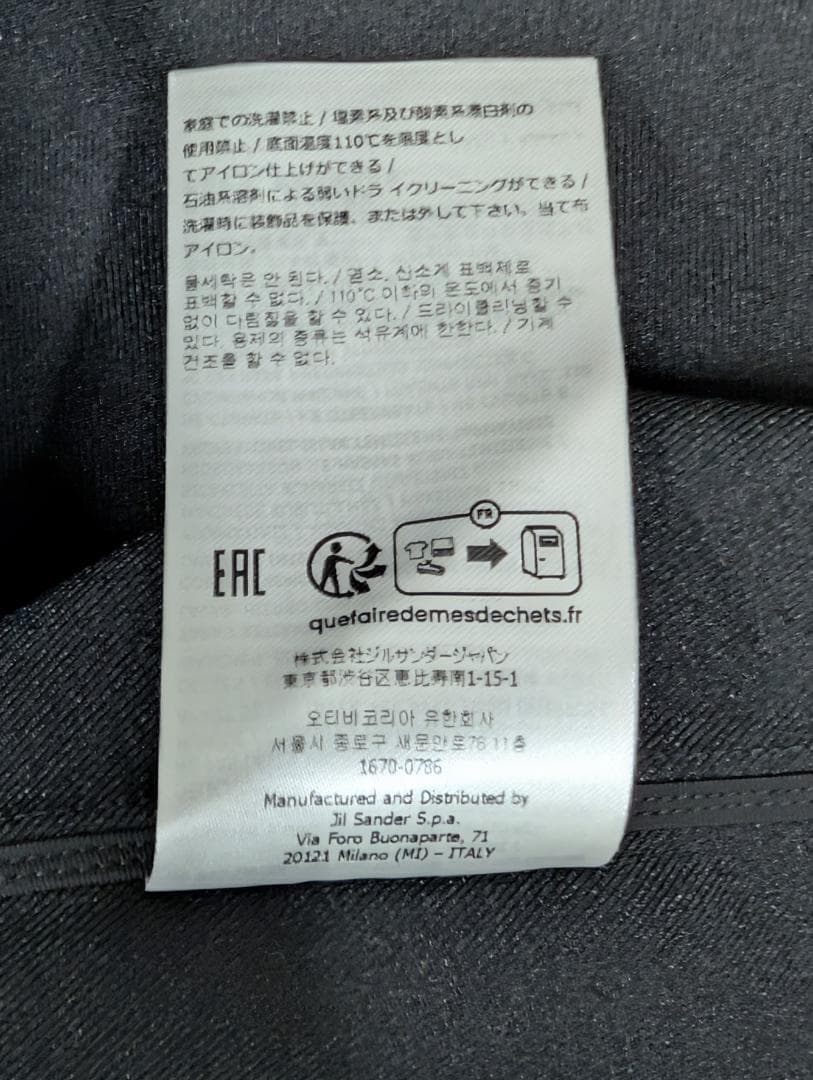 家庭での洗濯禁止 / 塩素系及び酸素系漂白剤の
使用禁止 / 底面温度110℃を限度とし
てアイロン仕上げができる /
石油系溶剤による弱いドライクリーニングができる /
洗濯時に装飾品を保護、または外して下さい。当て布
アイロン。
물세탁은 안 된다. / 염소, 산소계 표백제로
표백할 수 없다. / 110°C 이하의 온도에서 증기
없이 다림질을 할 수 있다. / 드라이클리닝할 수
있다. 용제의 종류는 석유계에 한한다. / 기계
건조를 할 수 없다.
FR
EAC
quefairedemesdechets.fr
株式会社ジルサンダージャパン
東京都渋谷区恵比寿南1-15-1
오티비코리아 유한회사
서울시 종로구 새문안로76 11층
1670-0786
Manufactured and Distributed by
Jil Sander S.p.a.
Via Foro Buonaparte, 71
20121 Milano (MI) – ITALY